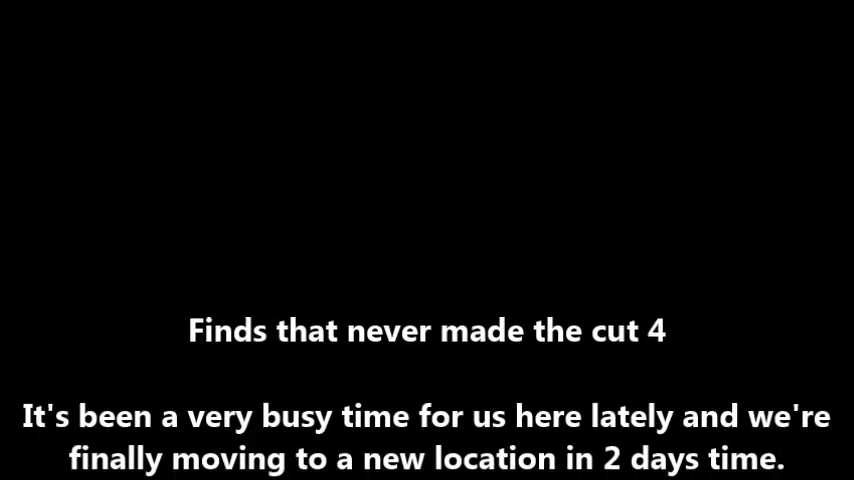 Finds that never made the cut 4
It's been a very busy time for us here lately and we're
finally moving to a new location in 2 days time.